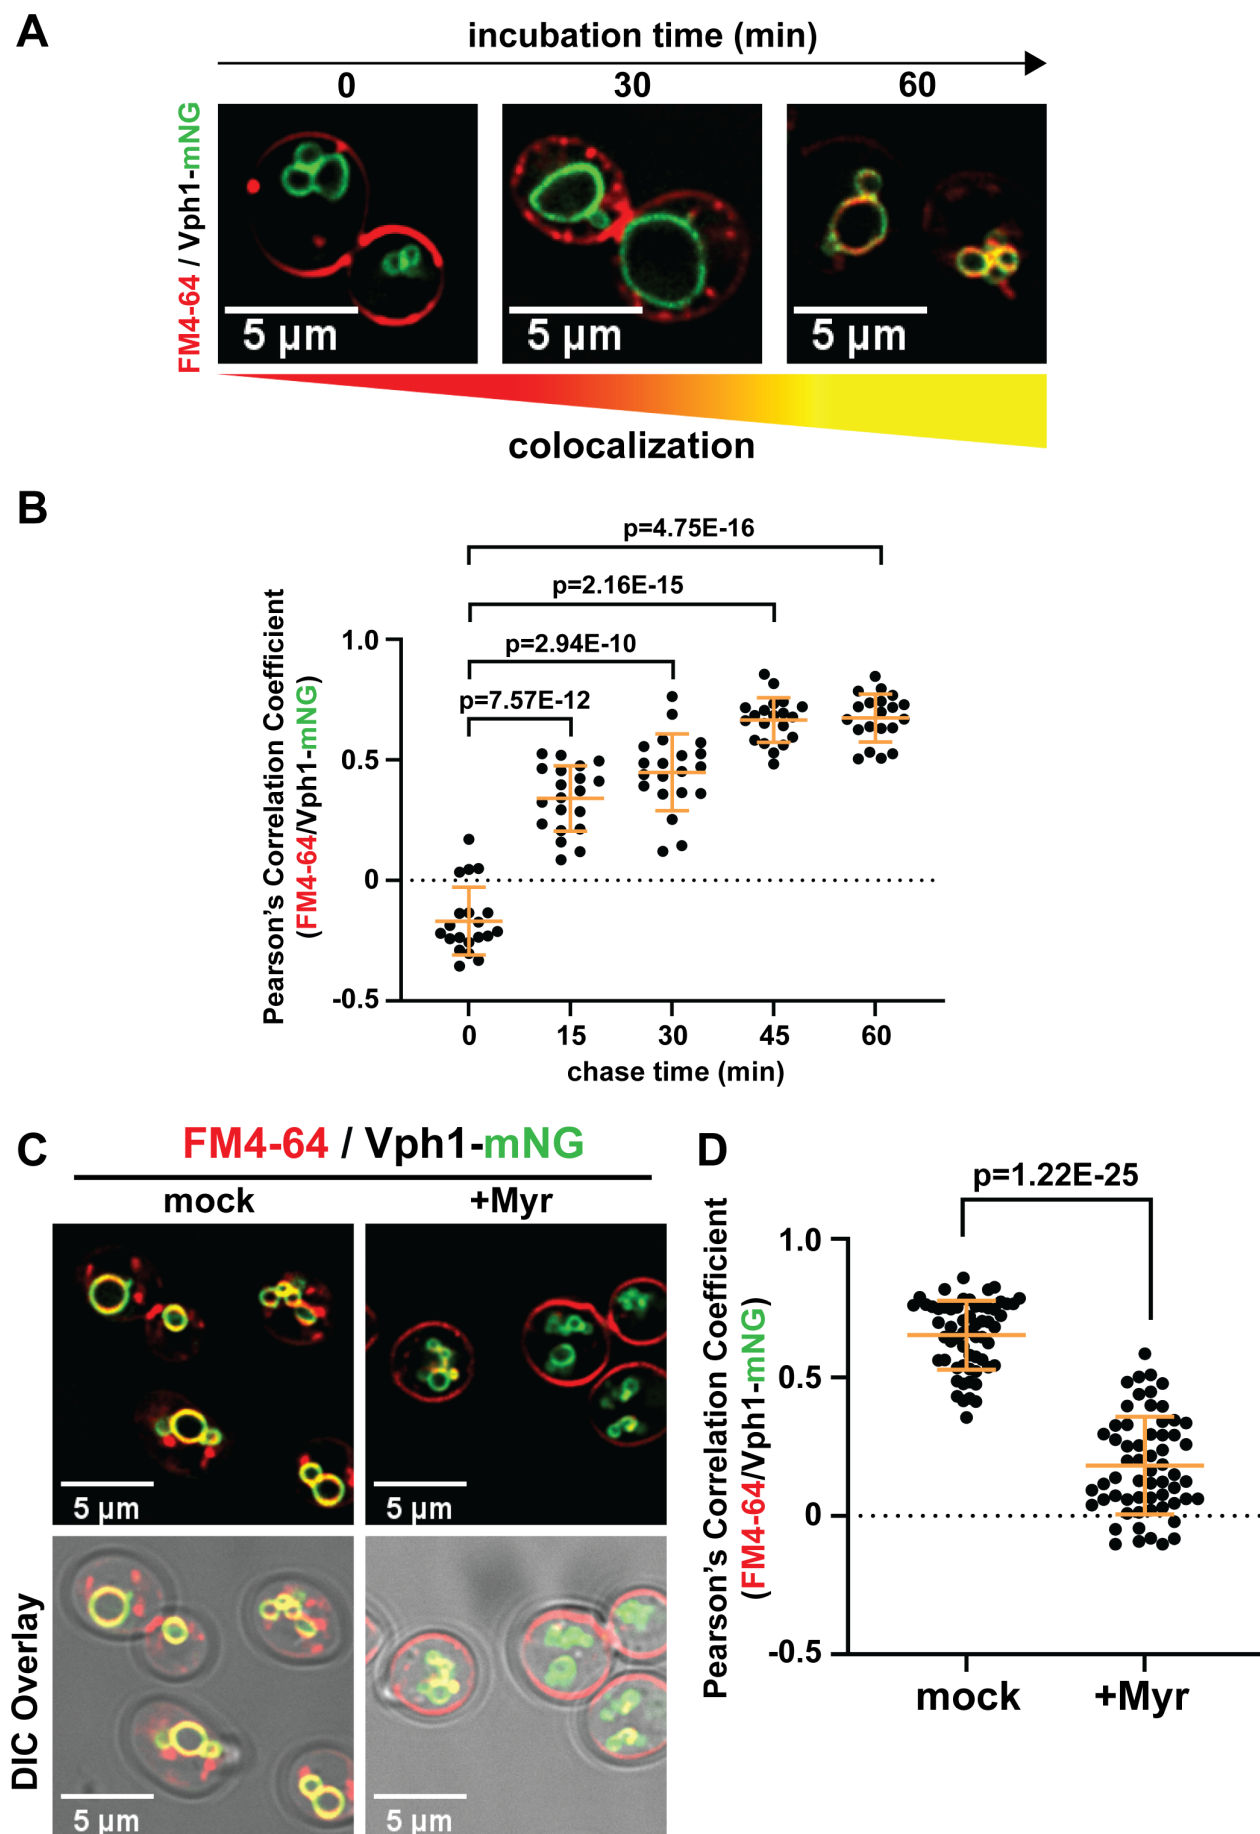 A
incubation time (min)
0 30 60
FM4-64 / Vph1-mNG
5 µm 5 µm 5 µm
colocalization
B
p=4.75E-16
p=2.16E-15
p=2.94E-10
p=7.57E-12
Pearson's Correlation Coefficient
(FM4-64/Vph1-mNG)
1.0
0.5
0
-0.5
0 15 30 45 60
chase time (min)
C
FM4-64 / Vph1-mNG
mock +Myr
5 µm 5 µm
DIC Overlay
5 µm 5 µm
D
p=1.22E-25
Pearson's Correlation Coefficient
(FM4-64/Vph1-mNG)
1.0
0.5
0
-0.5
mock +Myr